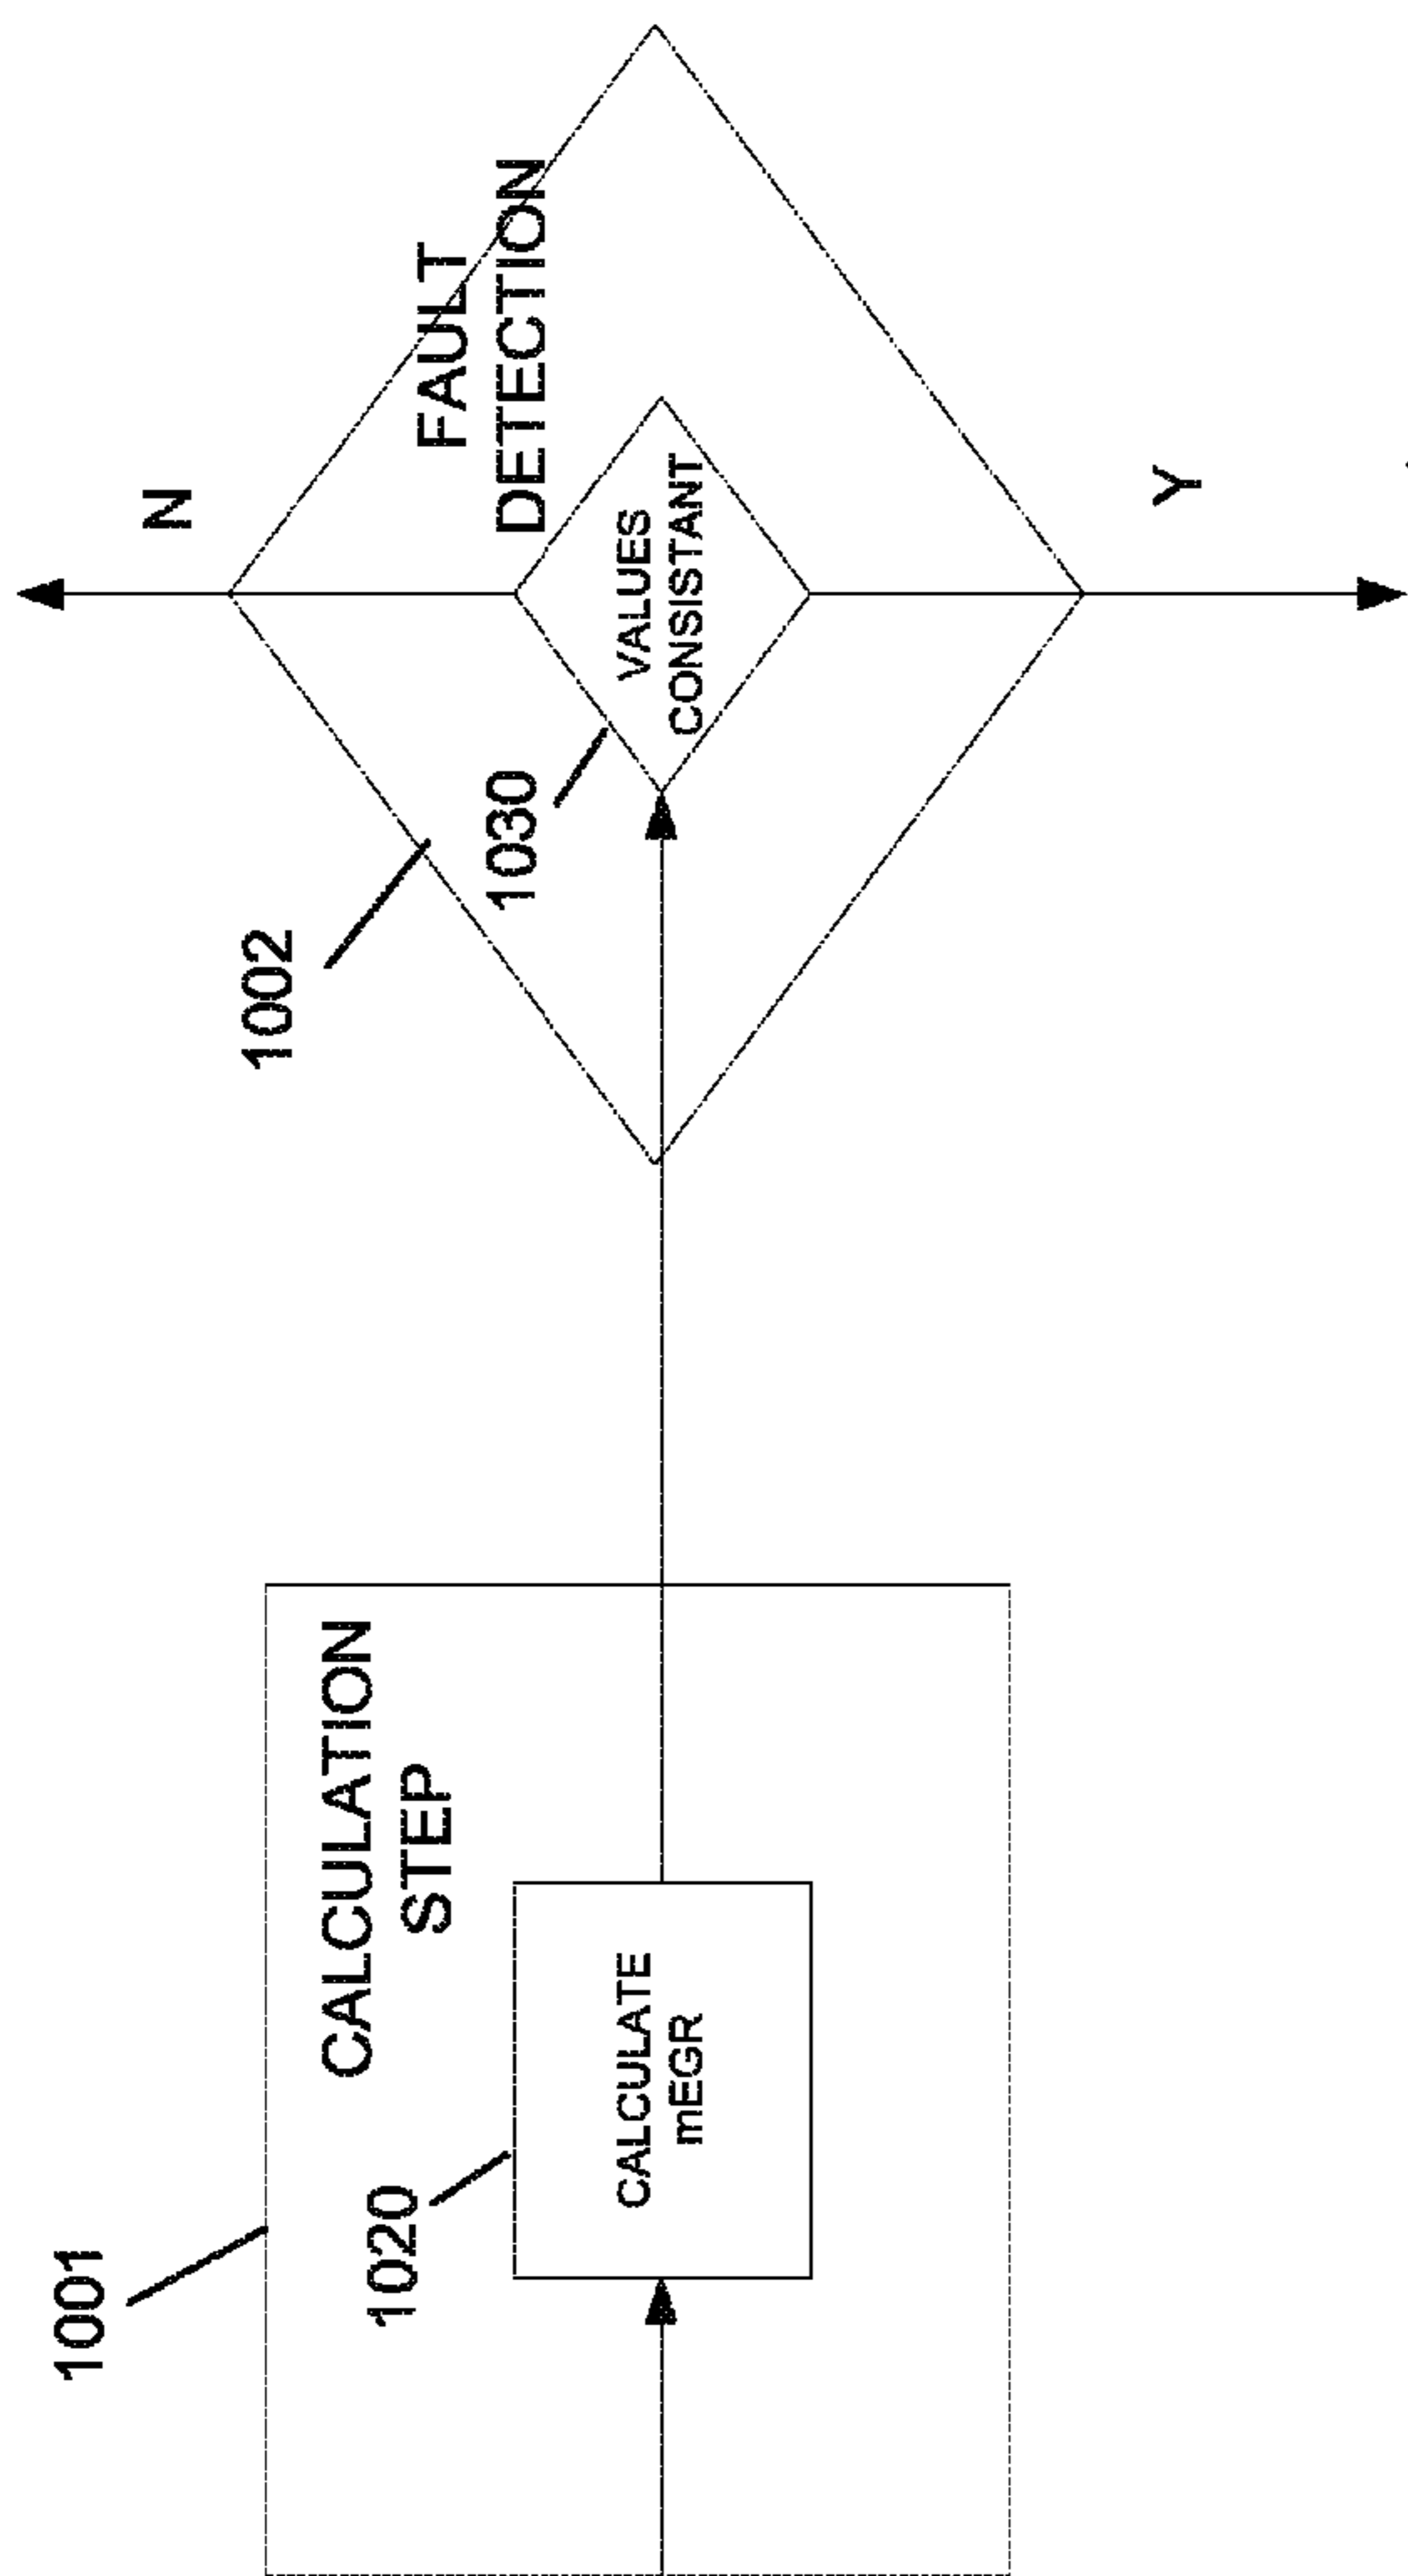 1001
CALCULATION
STEP
1020
CALCULATE
mEGR
1002
FAULT
DETECTION
1030
VALUES
CONSISTANT
N
Y